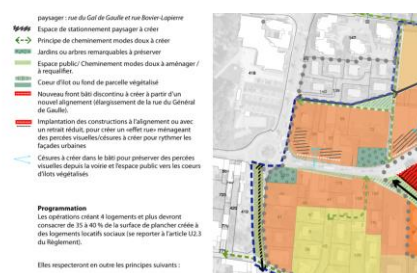 paysager : rue du Gal de Gaulle et rue Bovier-Lapierre
Espace de stationnement paysager à créer
Principe de cheminement modes doux à créer
Jardins ou arbres remarquables à préserver
Espace public/ Cheminement modes doux à aménager /
à requalifier.
Coeur d'ilot ou fond de parcelle végétalisé
Nouveau front bâti discontinu à créer à partir d'un
nouvel alignement (élargissement de la rue du Général
de Gaulle).
Implantation des constructions à l'alignement ou avec
un retrait réduit, pour créer un «effet rue» ménageant
des percées visuelles/césures à créer pour rythmer les
façades urbaines
Césures à créer dans le bâti pour préserver des percées
visuelles depuis la voirie et l'espace public vers les coeurs
d'îlots végétalisés
Programmation
Les opérations créant 4 logements et plus devront
consacrer de 35 à 40 % de la surface de plancher créée à
des logements locatifs sociaux (se reporter à l'article U2.3
du Règlement).
Elles respecteront en outre les principes suivants :